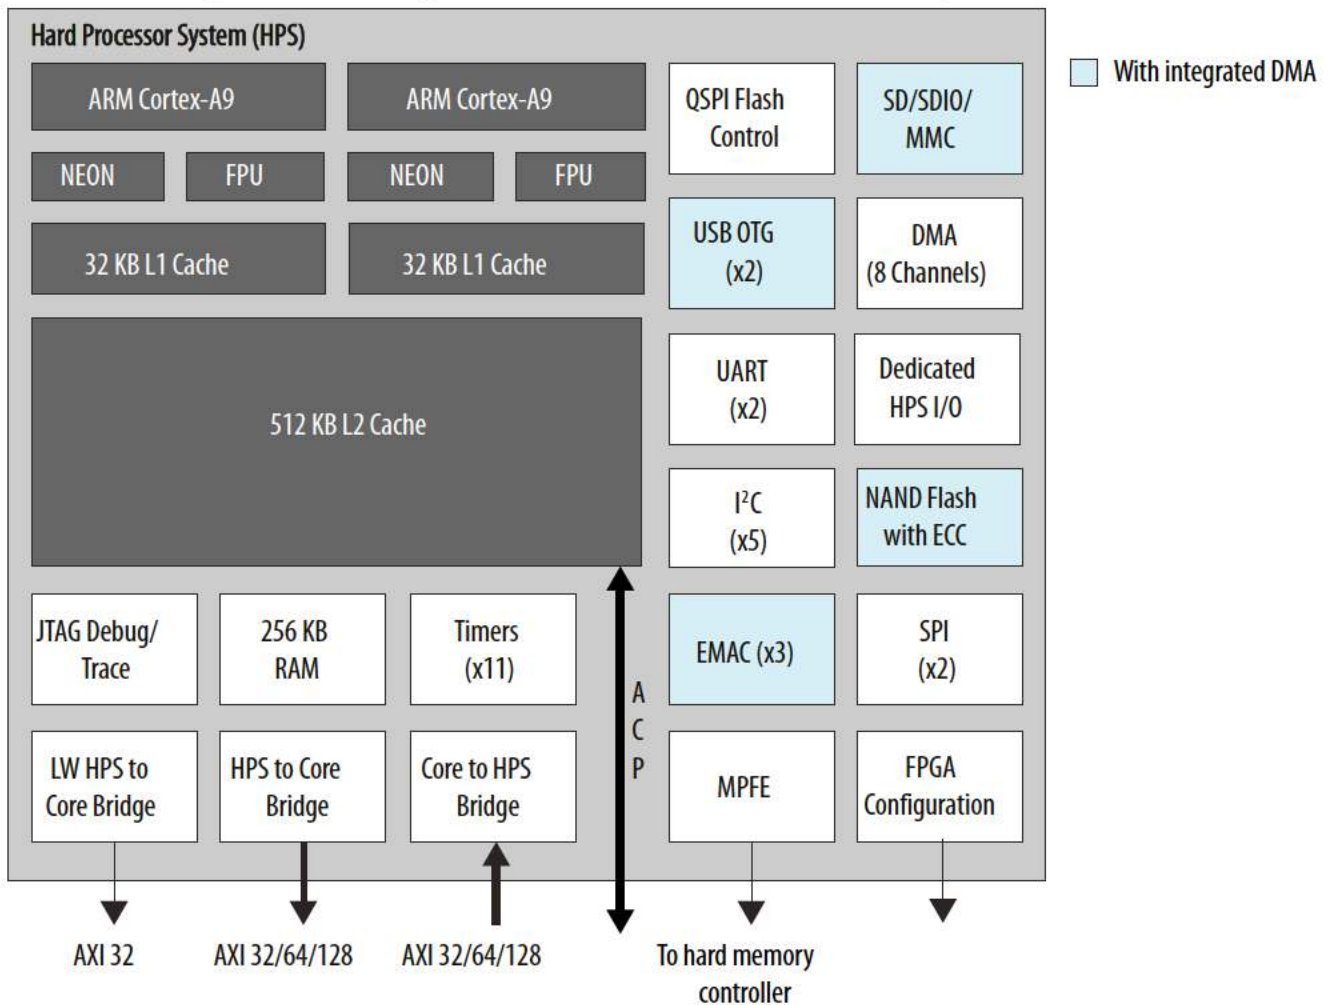 Hard Processor System (HPS)
With integrated DMA
ARM Cortex-A9
ARM Cortex-A9
QSPI Flash
Control
SD/SDIO/
MMC
NEON
FPU
NEON
FPU
USB OTG
(x2)
DMA
(8 Channels)
32 KB L1 Cache
32 KB L1 Cache
512 KB L2 Cache
UART
(x2)
Dedicated
HPS I/O
I²C
(x5)
NAND Flash
with ECC
JTAG Debug/
Trace
256 KB
RAM
Timers
(x11)
A
C
P
EMAC (x3)
SPI
(x2)
LW HPS to
Core Bridge
HPS to Core
Bridge
Core to HPS
Bridge
MPFE
FPGA
Configuration
AXI 32
AXI 32/64/128
AXI 32/64/128
To hard memory
controller